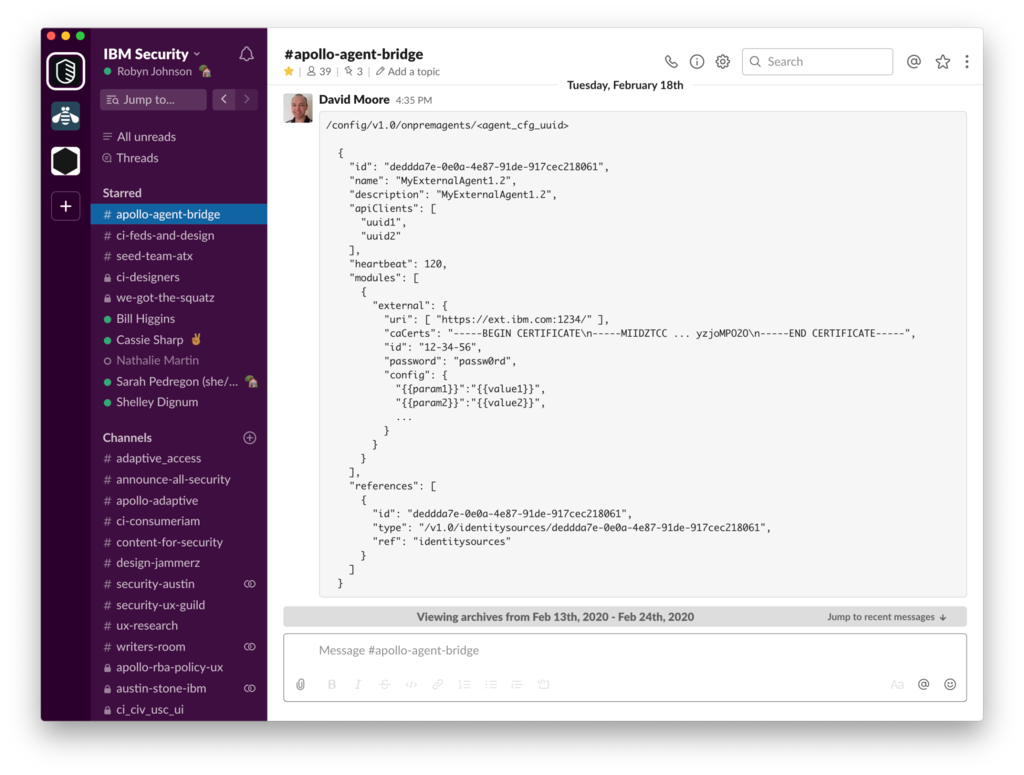 IBM Security
Robyn Johnson
Jump to...
All unreads
Threads
Starred
# apollo-agent-bridge
# ci-feds-and-design
# seed-team-atx
ci-designers
we-got-the-squatz
Bill Higgins
Cassie Sharp
Nathalie Martin
Sarah Pedregon (she/...
Shelley Dignum
Channels
# adaptive_access
# announce-all-security
# apollo-adaptive
# ci-consumeriam
# content-for-security
# design-jammerz
# security-austin
# security-ux-guild
# ux-research
# writers-room
apollo-rba-policy-ux
austin-stone-ibm
ci_civ_usc_ui
#apollo-agent-bridge
39 | 3 | Add a topic
Search
Tuesday, February 18th
David Moore 4:35 PM
/config/v1.0/onpremagents/<agent_cfg_uuid>
{
"id": "deddda7e-0e0a-4e87-91de-917cec218061",
"name": "MyExternalAgent1.2",
"description": "MyExternalAgent1.2",
"apiClients": [
"uuid1",
"uuid2"
],
"heartbeat": 120,
"modules": [
{
"external": {
"uri": [ "https://ext.ibm.com:1234/" ],
"caCerts": "-----BEGIN CERTIFICATE\n-----MIIDZTCC ... yzjoMPOZO\n-----END CERTIFICATE-----",
"id": "12-34-56",
"password": "passw0rd",
"config": {
"{{param1}}":"{{value1}}",
"{{param2}}":"{{value2}}",
...
}
}
}
],
"references": [
{
"id": "deddda7e-0e0a-4e87-91de-917cec218061",
"type": "/v1.0/identitysources/deddda7e-0e0a-4e87-91de-917cec218061",
"ref": "identitysources"
}
]
}
Viewing archives from Feb 13th, 2020 - Feb 24th, 2020
Jump to recent messages ↓
Message #apollo-agent-bridge
B I S </> Aa @